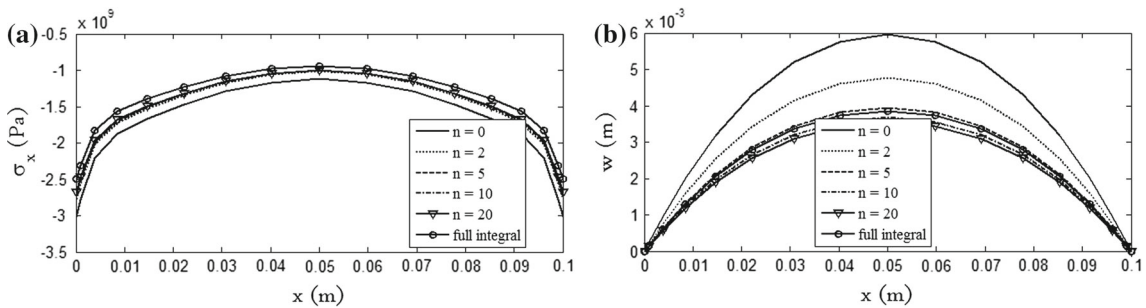 (a)
× 10⁹
-0.5
-1
-1.5
-2
-2.5
-3
-3.5
σx (Pa)
0 0.01 0.02 0.03 0.04 0.05 0.06 0.07 0.08 0.09 0.1
x (m)
n = 0
n = 2
n = 5
n = 10
n = 20
full integral
(b)
× 10⁻³
6
5
4
3
2
1
0
w (m)
0 0.01 0.02 0.03 0.04 0.05 0.06 0.07 0.08 0.09 0.1
x (m)
n = 0
n = 2
n = 5
n = 10
n = 20
full integral